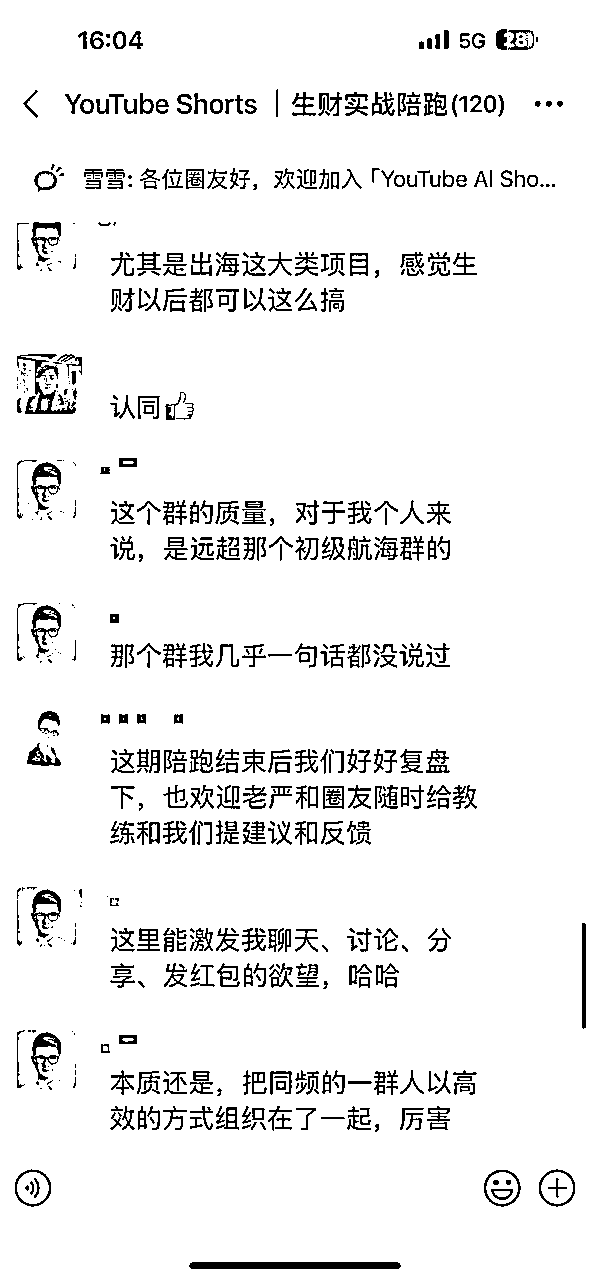 16:04 5G 28
YouTube Shorts ｜生财实战陪跑(120)
雪雪: 各位圈友好，欢迎加入「YouTube AI Sho...
尤其是出海这大类项目，感觉生
财以后都可以这么搞
认同👍
这个群的质量，对于我个人来
说，是远超那个初级航海群的
那个群我几乎一句话都没说过
这期陪跑结束后我们好好复盘
下，也欢迎老严和圈友随时给教
练和我们提建议和反馈
这里能激发我聊天、讨论、分
享、发红包的欲望，哈哈
本质还是，把同频的一群人以高
效的方式组织在了一起，厉害